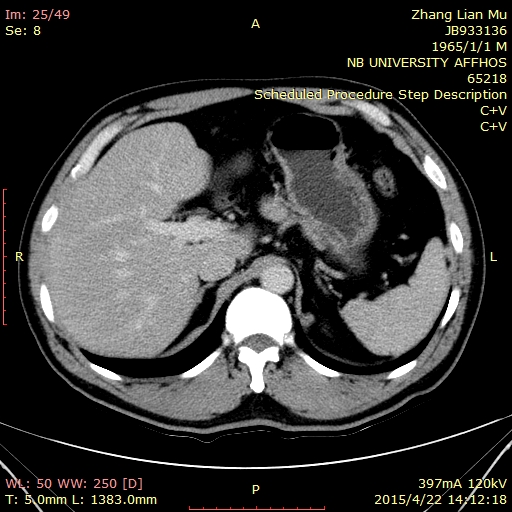 Im: 25/49
Se: 8
A
Zhang Lian Mu
JB933136
1965/1/1 M
NB UNIVERSITY AFFHOS
65218
Scheduled Procedure Step Description
C+V
C+V
R
L
WL: 50 WW: 250 [D]
T: 5.0mm L: 1383.0mm
P
397mA 120kV
2015/4/22 14:12:18